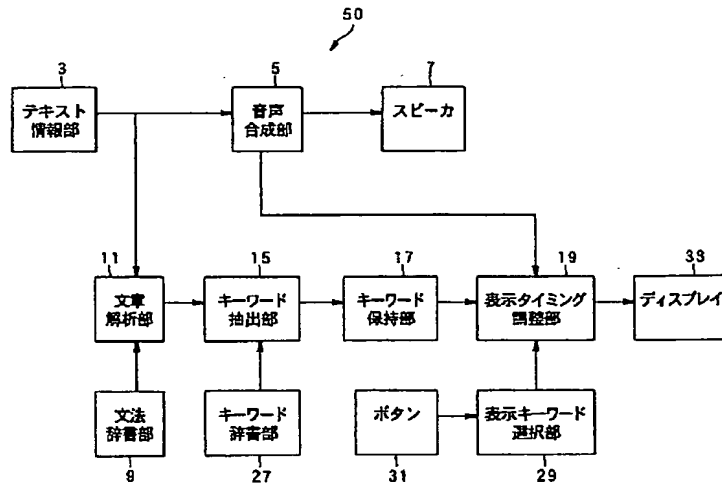 50
3
5
7
テキスト
情報部
音声
合成部
スピーカ
11
15
17
19
33
文章
解析部
キーワード
抽出部
キーワード
保持部
表示タイミング
調整部
ディスプレイ
文法
辞書部
キーワード
辞書部
ボタン
表示キーワード
選択部
9
27
31
29